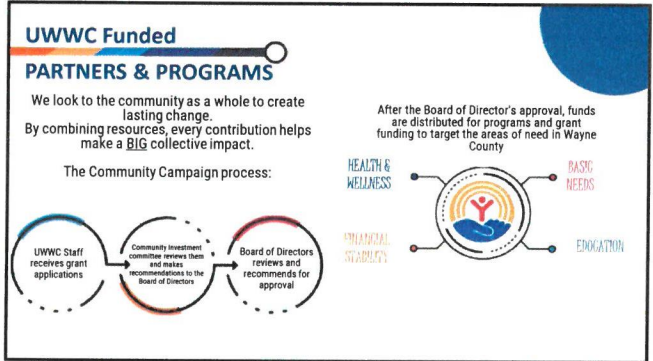 UWWC Funded
PARTNERS & PROGRAMS
We look to the community as a whole to create
lasting change.
By combining resources, every contribution helps
make a BIG collective impact.
The Community Campaign process:
UWWC Staff
receives grant
applications
Community Investment
committee reviews them
and makes
recommendations to the
Board of Directors
Board of Directors
reviews and
recommends for
approval
After the Board of Director's approval, funds
are distributed for programs and grant
funding to target the areas of need in Wayne
County
HEALTH &
WELLNESS
BASIC
NEEDS
FINANCIAL
STABILITY
EDUCATION